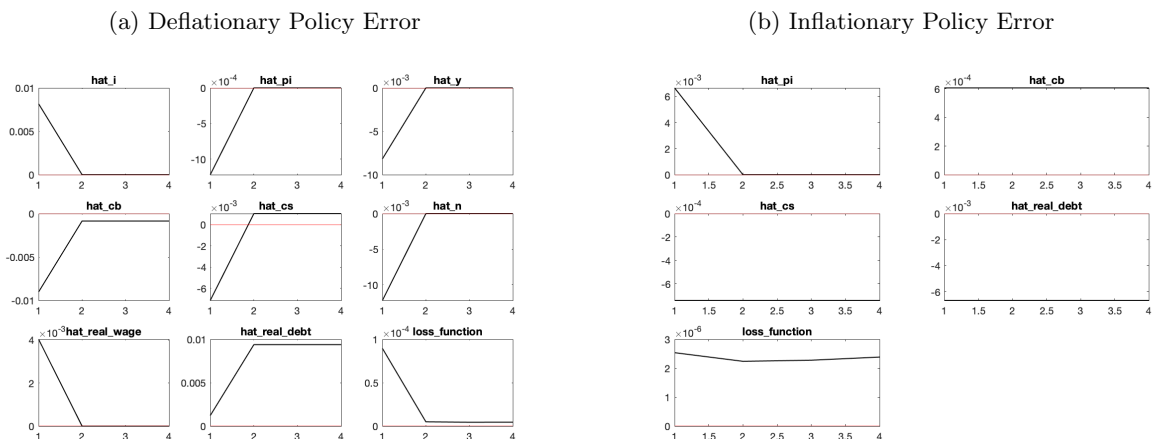 (a) Deflationary Policy Error
(b) Inflationary Policy Error
hat_i
0.01
0.005
0
1 2 3 4
×10⁻⁴ hat_pi
0
-5
-10
1 2 3 4
×10⁻³ hat_y
0
-5
-10
1 2 3 4
hat_cb
0
-0.005
-0.01
1 2 3 4
×10⁻³ hat_cs
0
-2
-4
-6
1 2 3 4
×10⁻³ hat_n
0
-5
-10
1 2 3 4
×10⁻³ hat_real_wage
4
2
0
1 2 3 4
hat_real_debt
0.01
0.005
0
1 2 3 4
×10⁻⁴ loss_function
1
0.5
0
1 2 3 4
×10⁻³ hat_pi
6
4
2
0
1 1.5 2 2.5 3 3.5 4
×10⁻⁴ hat_cb
6
4
2
0
1 1.5 2 2.5 3 3.5 4
×10⁻⁴ hat_cs
0
-2
-4
-6
1 1.5 2 2.5 3 3.5 4
×10⁻³ hat_real_debt
0
-2
-4
-6
1 1.5 2 2.5 3 3.5 4
×10⁻⁶ loss_function
3
2
1
0
1 1.5 2 2.5 3 3.5 4